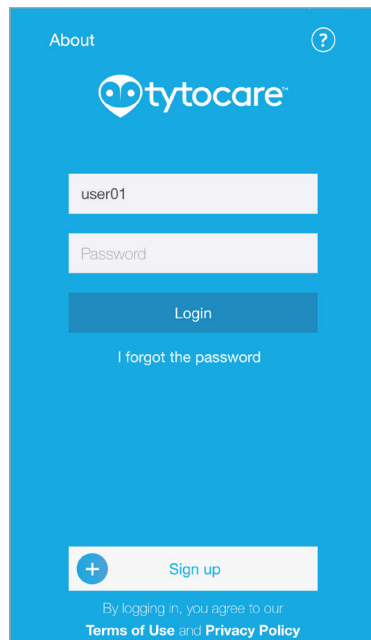 About
?
tytocare™
user01
Password
Login
I forgot the password
+
Sign up
By logging in, you agree to our
Terms of Use and Privacy Policy